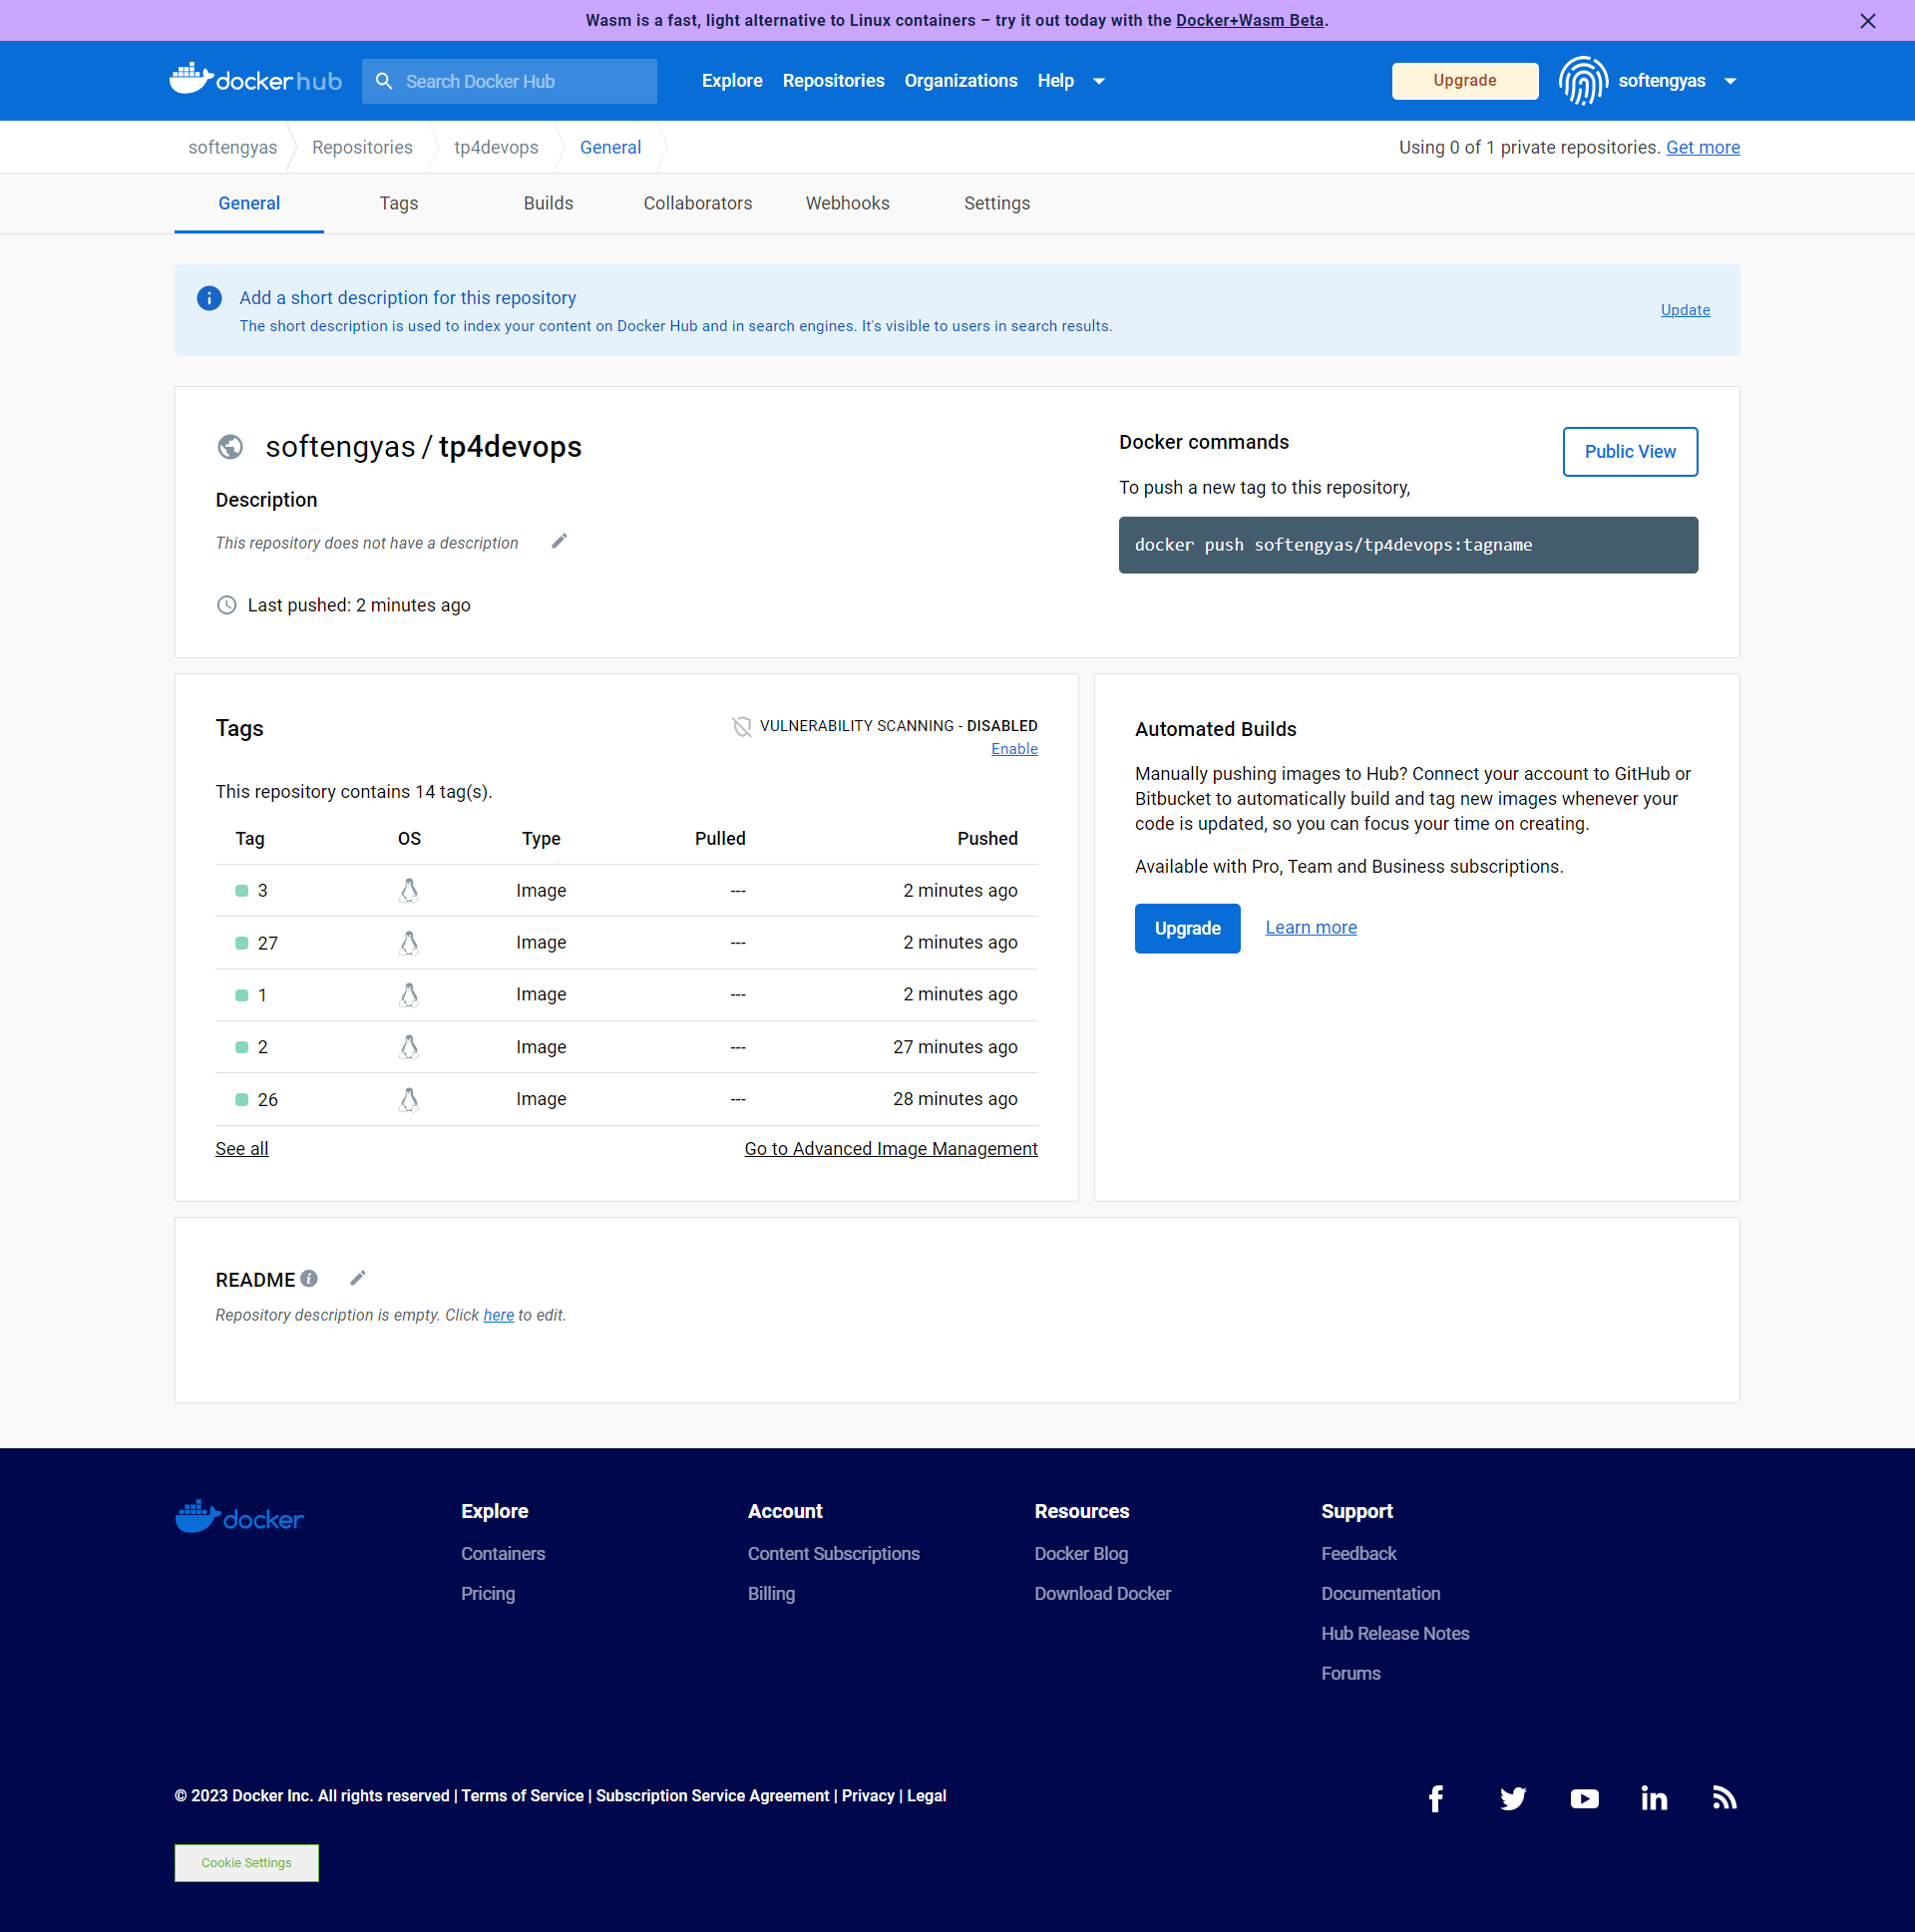 Wasm is a fast, light alternative to Linux containers – try it out today with the Docker+Wasm Beta.
docker hub
Search Docker Hub
Explore
Repositories
Organizations
Help
Upgrade
softengyas
softengyas
Repositories
tp4devops
General
Using 0 of 1 private repositories. Get more
General
Tags
Builds
Collaborators
Webhooks
Settings
Add a short description for this repository
The short description is used to index your content on Docker Hub and in search engines. It's visible to users in search results.
Update
softengyas / tp4devops
Description
This repository does not have a description
Last pushed: 2 minutes ago
Docker commands
Public View
To push a new tag to this repository,
docker push softengyas/tp4devops:tagname
Tags
VULNERABILITY SCANNING - DISABLED
Enable
This repository contains 14 tag(s).
Tag OS Type Pulled Pushed
3 Image --- 2 minutes ago
27 Image --- 2 minutes ago
1 Image --- 2 minutes ago
2 Image --- 27 minutes ago
26 Image --- 28 minutes ago
See all
Go to Advanced Image Management
Automated Builds
Manually pushing images to Hub? Connect your account to GitHub or
Bitbucket to automatically build and tag new images whenever your
code is updated, so you can focus your time on creating.
Available with Pro, Team and Business subscriptions.
Upgrade
Learn more
README
Repository description is empty. Click here to edit.
docker
Explore
Containers
Pricing
Account
Content Subscriptions
Billing
Resources
Docker Blog
Download Docker
Support
Feedback
Documentation
Hub Release Notes
Forums
© 2023 Docker Inc. All rights reserved | Terms of Service | Subscription Service Agreement | Privacy | Legal
Cookie Settings